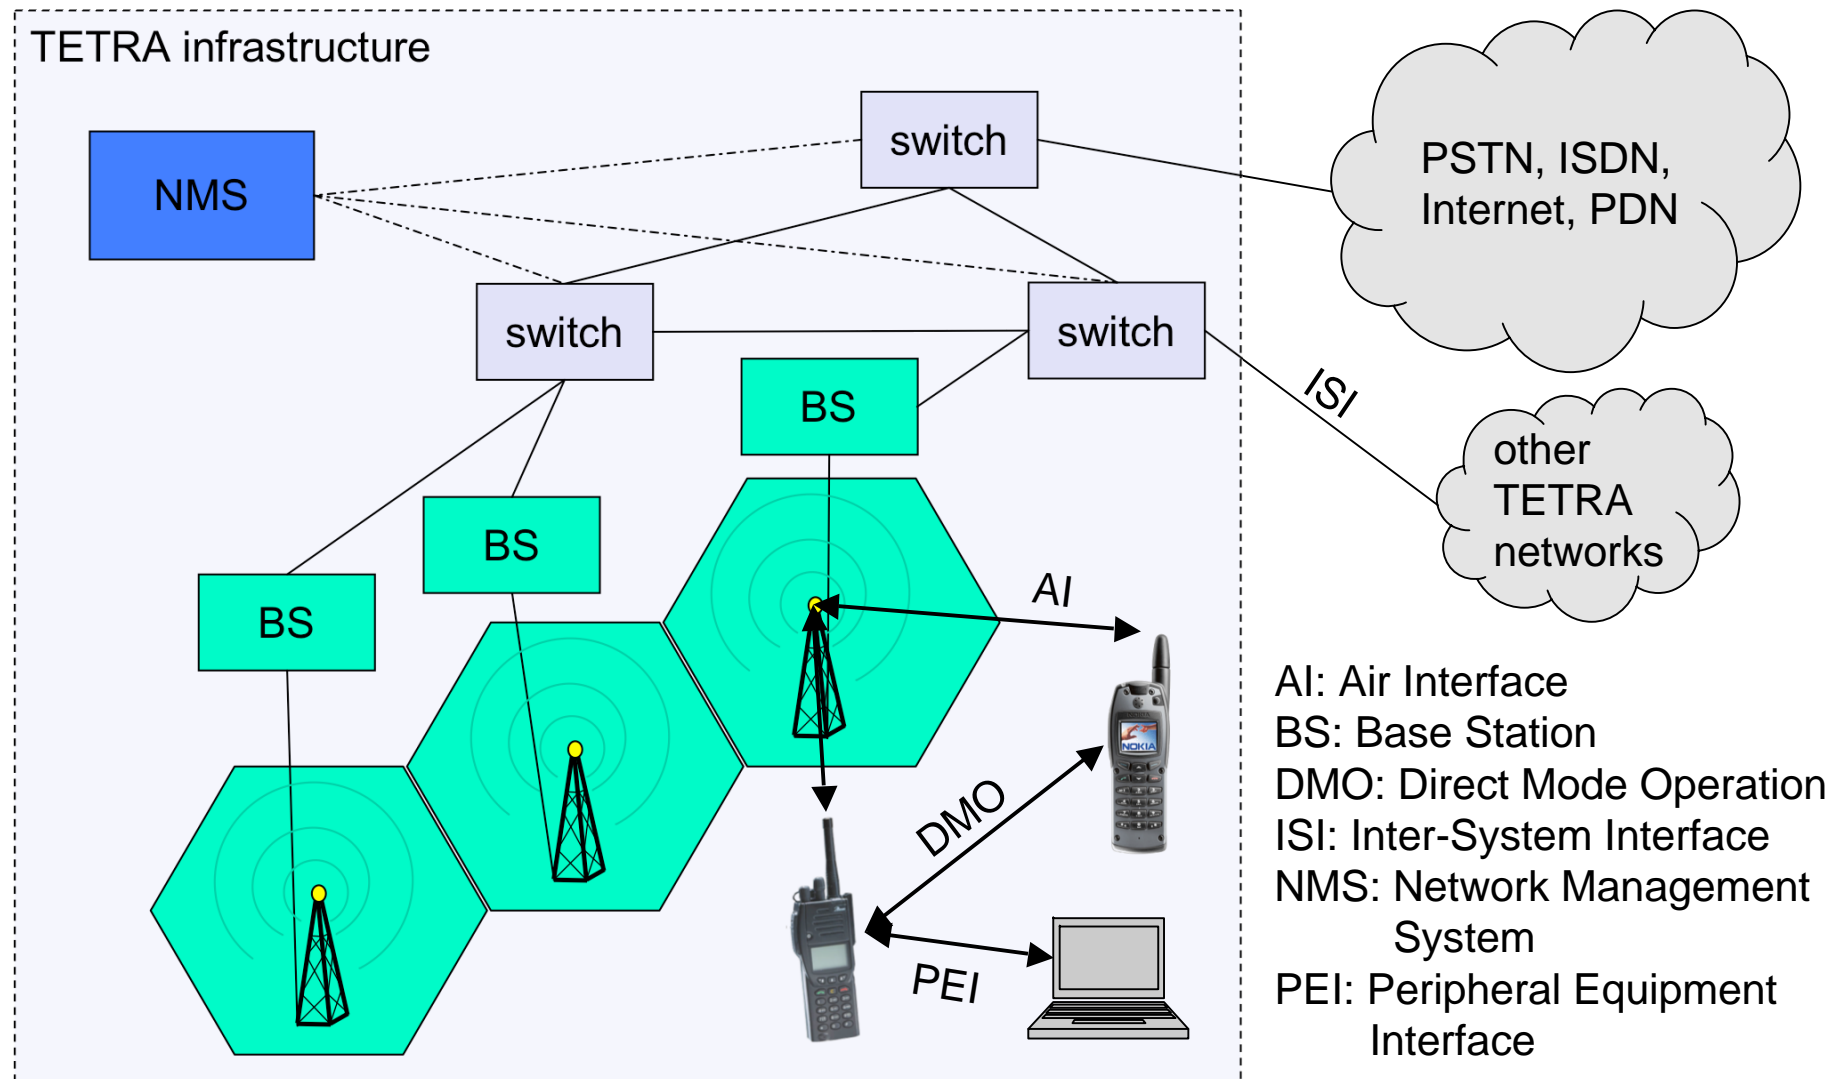 TETRA infrastructure
switch
NMS
PSTN, ISDN,
Internet, PDN
switch
switch
ISI
BS
other
TETRA
networks
BS
BS
AI
NOKIA
DMO
PEI
AI: Air Interface
BS: Base Station
DMO: Direct Mode Operation
ISI: Inter-System Interface
NMS: Network Management
System
PEI: Peripheral Equipment
Interface